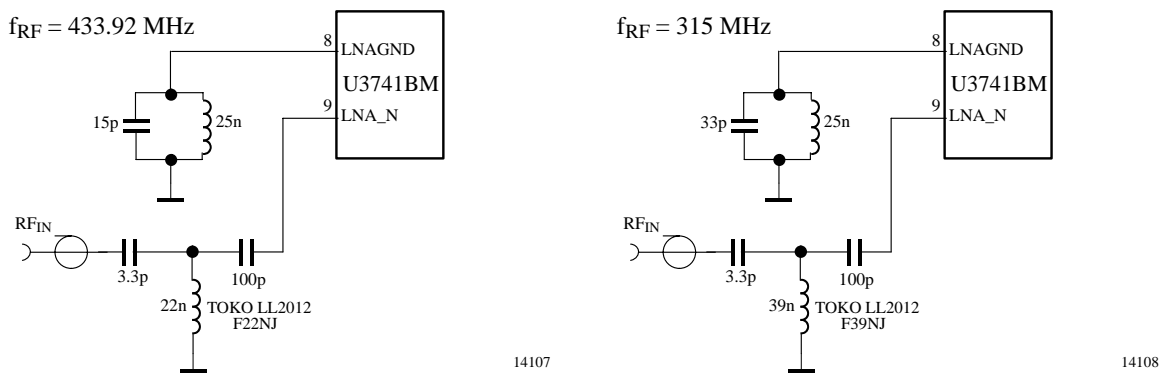 fRF = 433.92 MHz
8
LNAGND
U3741BM
9
LNA_N
15p
25n
RFIN
3.3p
100p
22n
TOKO LL2012
F22NJ
14107
fRF = 315 MHz
8
LNAGND
U3741BM
9
LNA_N
33p
25n
RFIN
3.3p
100p
39n
TOKO LL2012
F39NJ
14108